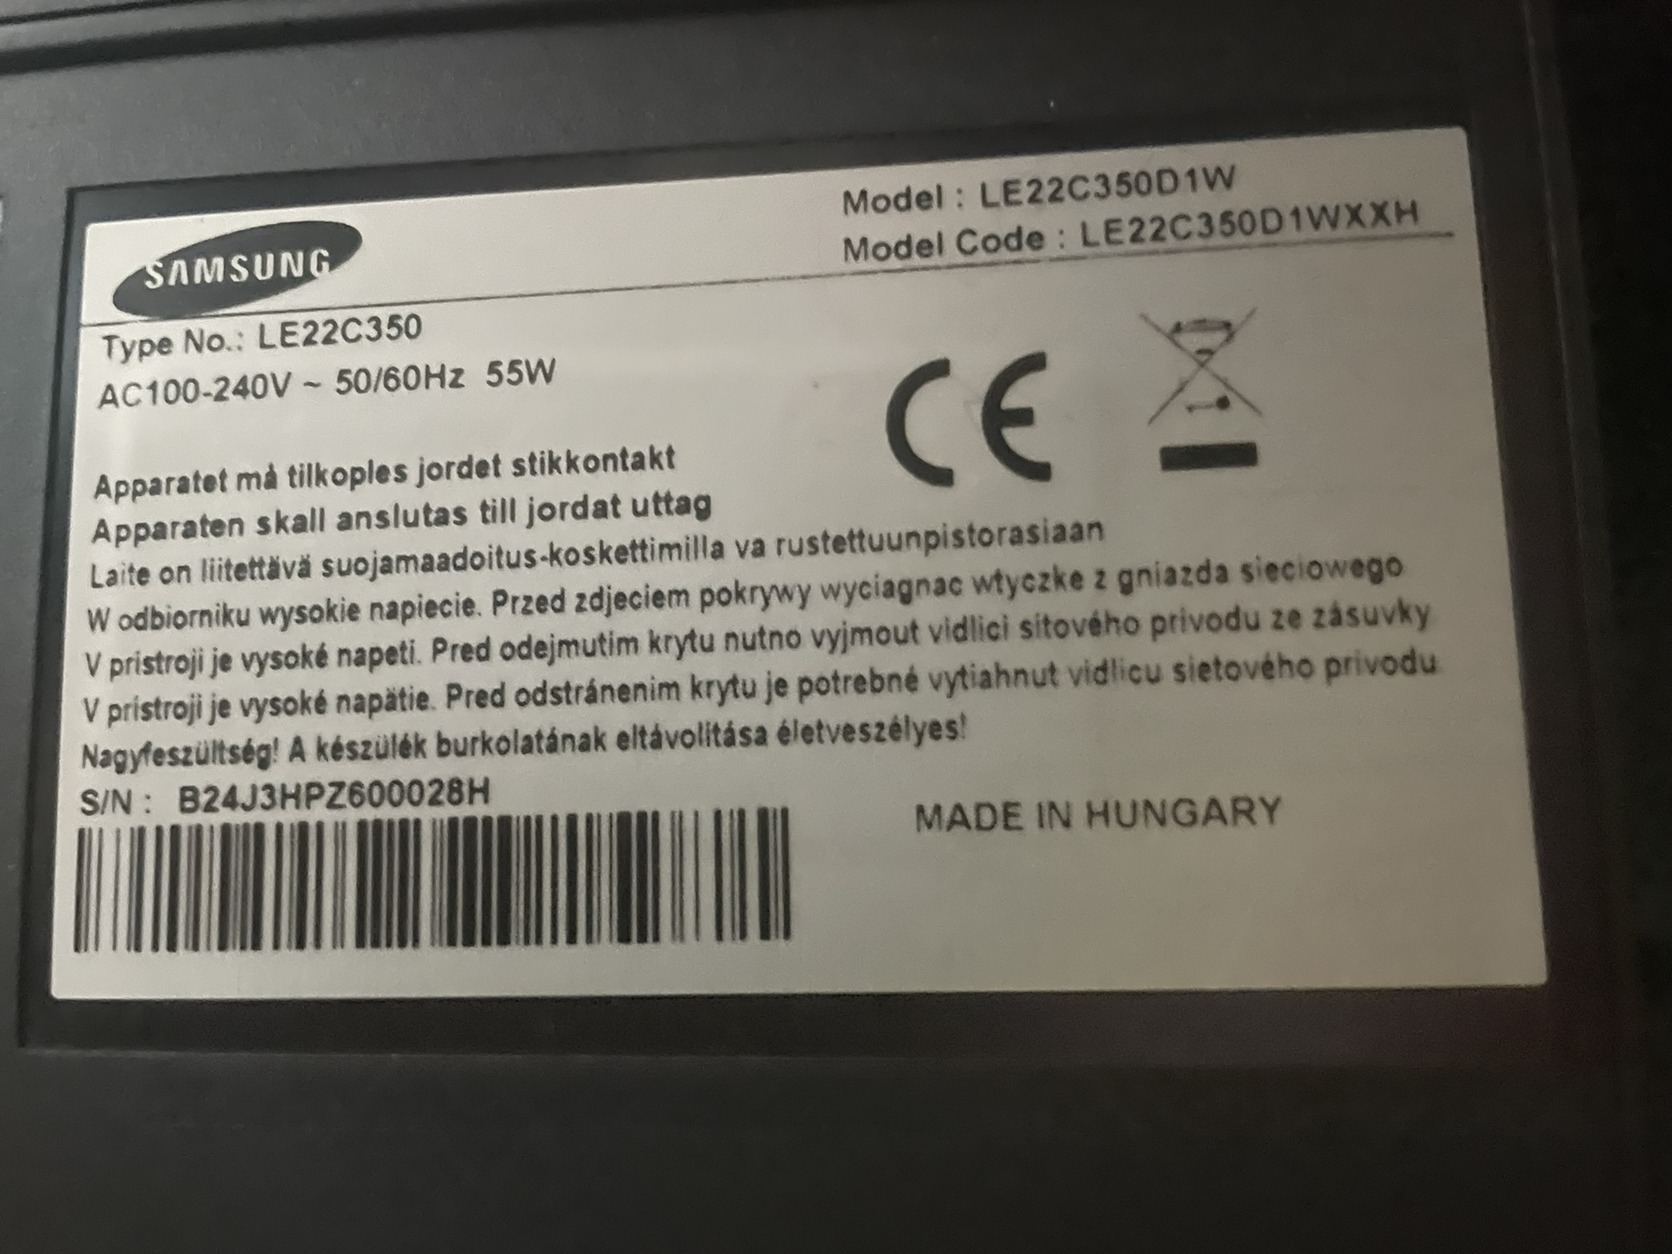 SAMSUNG
Model : LE22C350D1W
Model Code : LE22C350D1WXXH
Type No.: LE22C350
AC100-240V ~ 50/60Hz 55W
CE
Apparatet må tilkoples jordet stikkontakt
Apparaten skall anslutas till jordat uttag
Laite on liitettävä suojamaadoitus-koskettimilla va rustettuunpistorasiaan
W odbiorniku wysokie napiecie. Przed zdjeciem pokrywy wyciagnac wtyczke z gniazda sieciowego
V pristroji je vysoké napeti. Pred odejmutim krytu nutno vyjmout vidlici sitového privodu ze zásuvky
V pristroji je vysoké napätie. Pred odstránenim krytu je potrebné vytiahnut vidlicu sietového privodu
Nagyfeszültség! A készülék burkolatának eltávolitása életveszélyes!
S/N : B24J3HPZ600028H
MADE IN HUNGARY